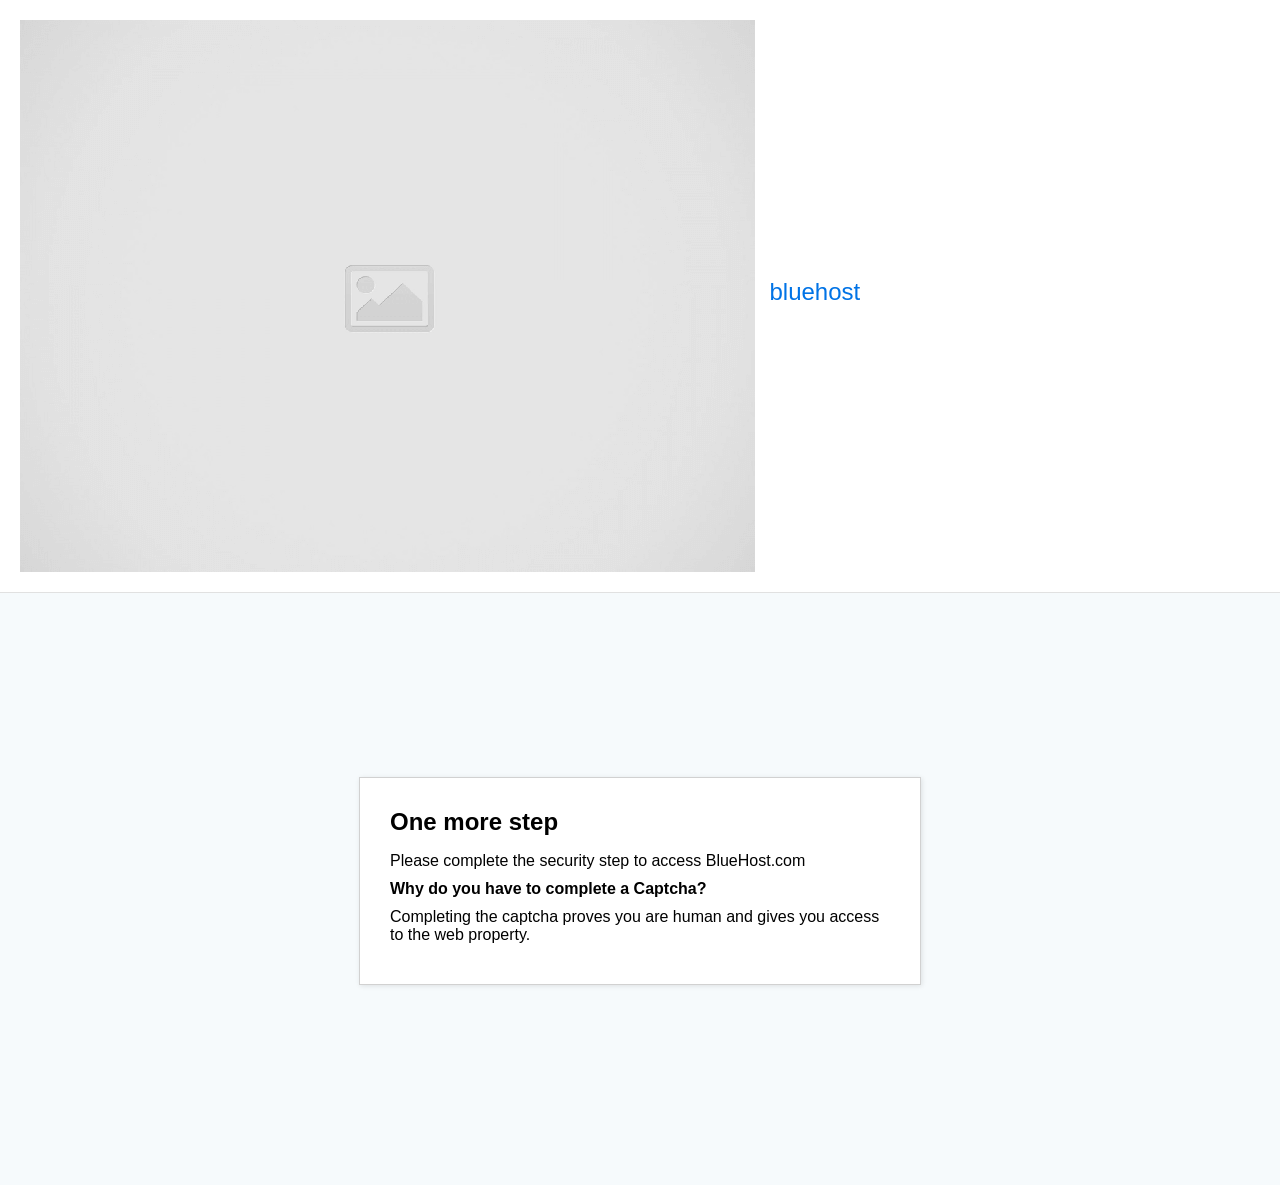 bluehost
One more step
Please complete the security step to access BlueHost.com
Why do you have to complete a Captcha?
Completing the captcha proves you are human and gives you access
to the web property.